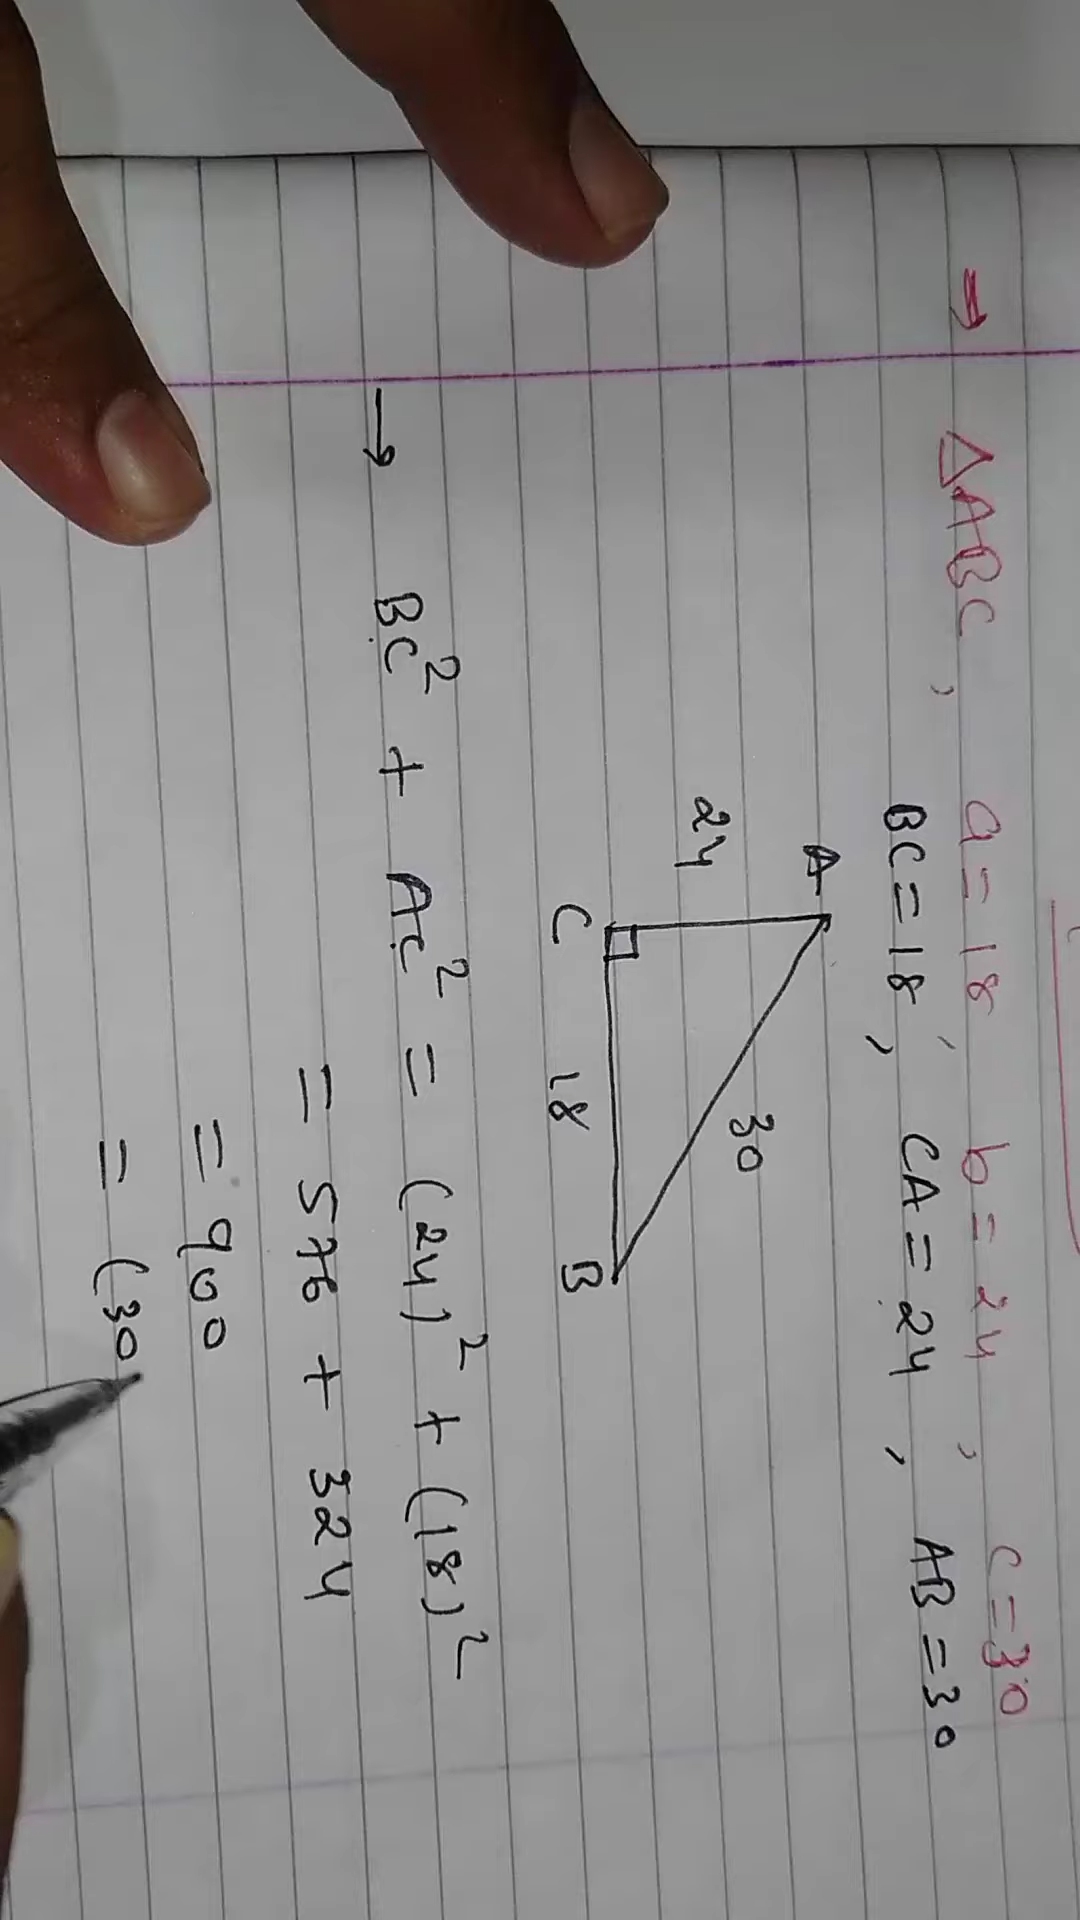 → △ABC, a=18, b=24, c=30
BC=18, CA=24, AB=30
A
24
30
C
18
B
→ BC² + AC² = (24)² + (18)²
= 576 + 324
= 900
= (30